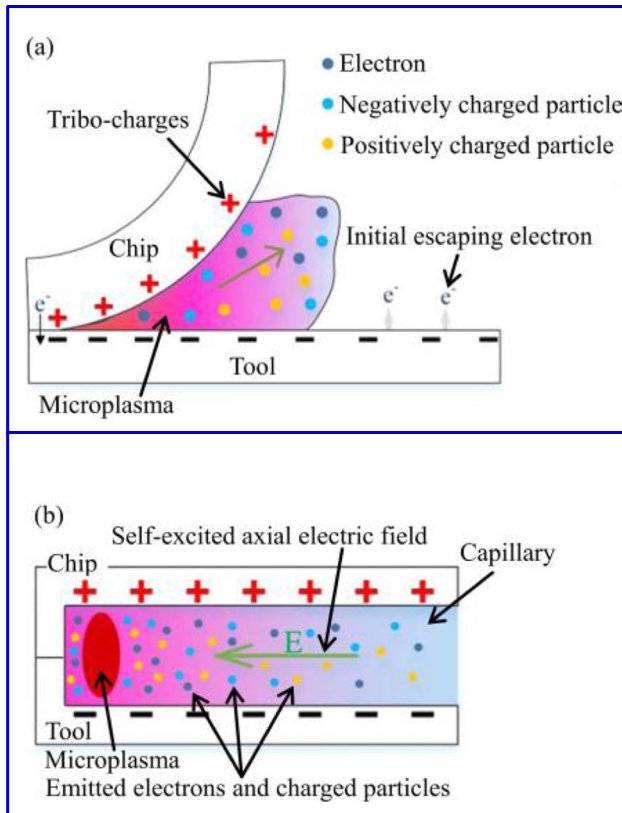 (a)
Electron
Negatively charged particle
Positively charged particle
Tribo-charges
Chip
Initial escaping electron
e-
e-
e-
Tool
Microplasma
(b)
Self-excited axial electric field
Chip
Capillary
E
Tool
Microplasma
Emitted electrons and charged particles